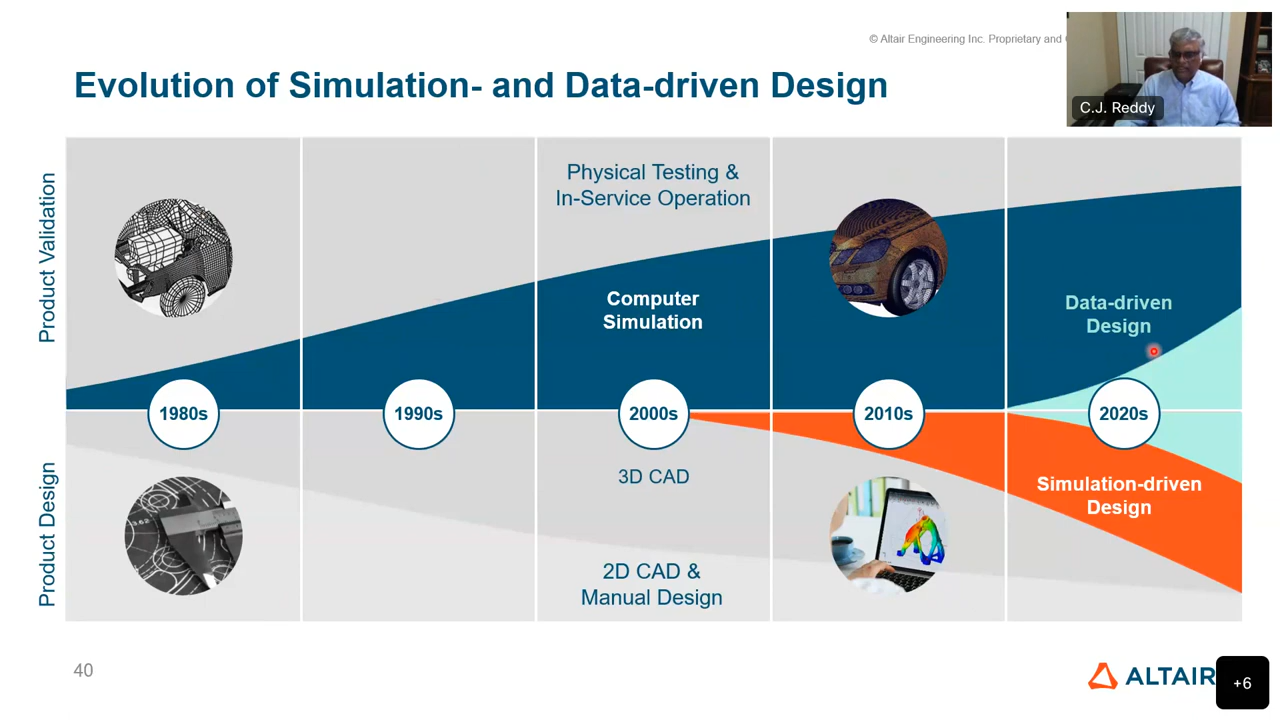 © Altair Engineering Inc. Proprietary and
C.J. Reddy
Evolution of Simulation- and Data-driven Design
Product Validation
Physical Testing &
In-Service Operation
Computer
Simulation
Data-driven
Design
1980s
1990s
2000s
2010s
2020s
Product Design
3.62
3D CAD
Simulation-driven
Design
2D CAD &
Manual Design
40
ALTAIR
+6